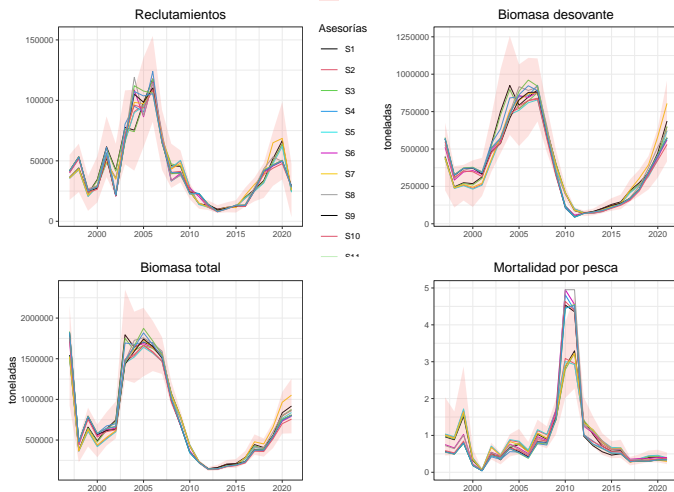 Reclutamientos
150000
100000
50000
0
2000
2005
2010
2015
2020
Asesorías
S1
S2
S3
S4
S5
S6
S7
S8
S9
S10
S11
Biomasa desovante
toneladas
1250000
1000000
750000
500000
250000
0
2000
2005
2010
2015
2020
Biomasa total
toneladas
2000000
1500000
1000000
500000
2000
2005
2010
2015
2020
Mortalidad por pesca
5
4
3
2
1
0
2000
2005
2010
2015
2020